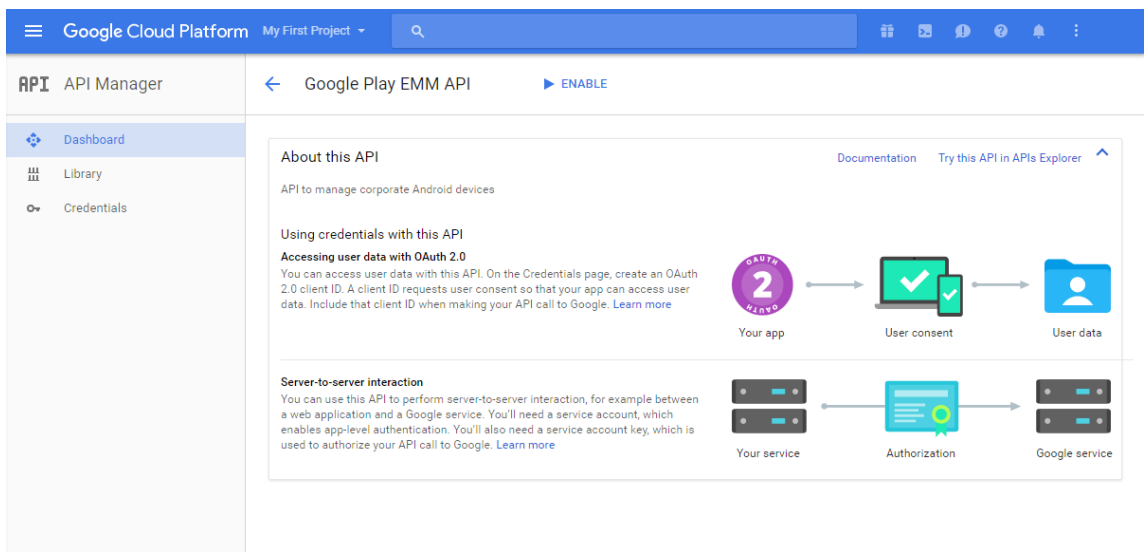 Google Cloud Platform My First Project
API API Manager
Google Play EMM API ENABLE
Dashboard
Library
Credentials
About this API
Documentation Try this API in APIs Explorer
API to manage corporate Android devices
Using credentials with this API
Accessing user data with OAuth 2.0
You can access user data with this API. On the Credentials page, create an OAuth
2.0 client ID. A client ID requests user consent so that your app can access user
data. Include that client ID when making your API call to Google. Learn more
OAUTH
2
OAUTH
Your app
User consent
User data
Server-to-server interaction
You can use this API to perform server-to-server interaction, for example between
a web application and a Google service. You'll need a service account, which
enables app-level authentication. You'll also need a service account key, which is
used to authorize your API call to Google. Learn more
Your service
Authorization
Google service